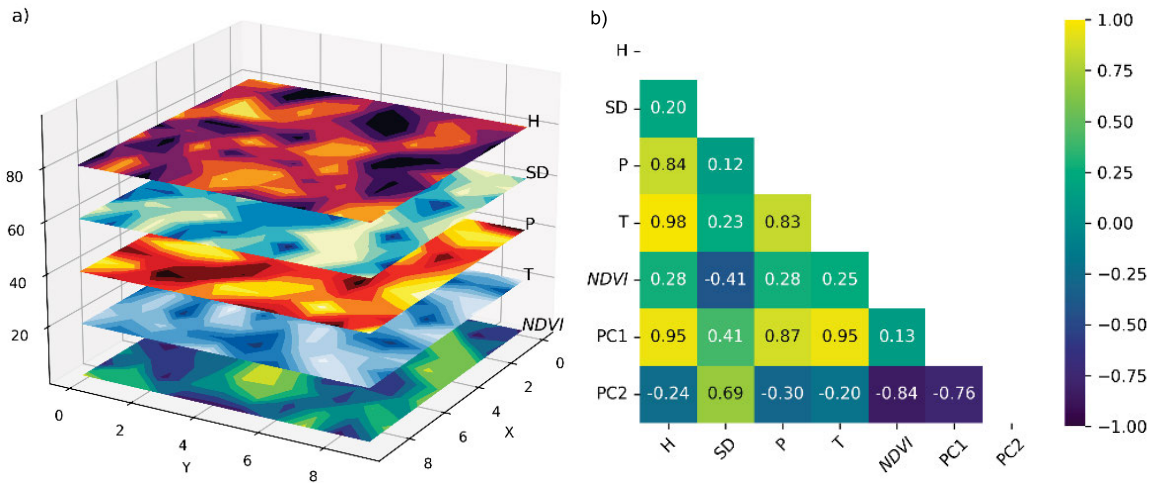 a)
H
SD
P
T
NDVI
80
60
40
20
0
2
4
6
8
Y
0
2
4
6
8
X
b)
H
SD 0.20
P 0.84 0.12
T 0.98 0.23 0.83
NDVI 0.28 -0.41 0.28 0.25
PC1 0.95 0.41 0.87 0.95 0.13
PC2 -0.24 0.69 -0.30 -0.20 -0.84 -0.76
H SD P T NDVI PC1 PC2
1.00
0.75
0.50
0.25
0.00
−0.25
−0.50
−0.75
−1.00